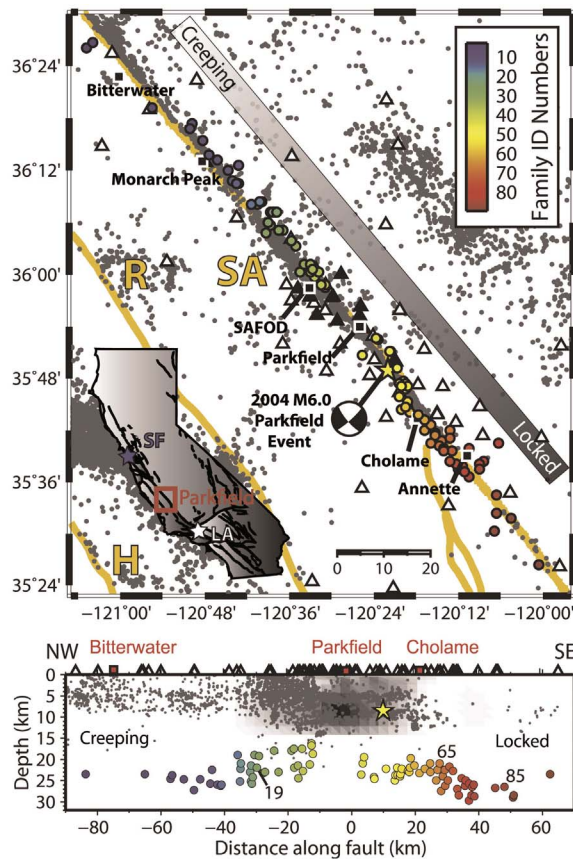 36°24'
36°12'
36°00'
35°48'
35°36'
35°24'
Creeping
Locked
Family ID Numbers
10
20
30
40
50
60
70
80
Bitterwater
Monarch Peak
R
SA
SAFOD
Parkfield
2004 M6.0
Parkfield
Event
Cholame
Annette
SF
Parkfield
LA
H
0
10
20
−121°00'
−120°48'
−120°36'
−120°24'
−120°12'
−120°00'
NW
Bitterwater
Parkfield
Cholame
SE
Depth (km)
0
5
10
15
20
25
30
Creeping
Locked
19
65
85
−80
−60
−40
−20
0
20
40
60
Distance along fault (km)